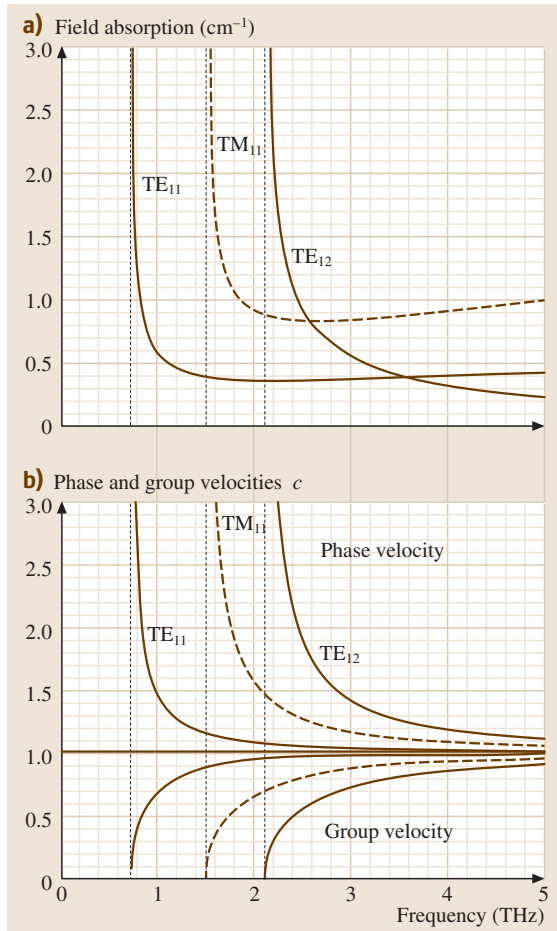 a) Field absorption (cm⁻¹)
3.0
2.5
TM₁₁
2.0
TE₁₁
1.5
TE₁₂
1.0
0.5
0
b) Phase and group velocities c
3.0
TM₁₁
Phase velocity
2.5
2.0
TE₁₁
TE₁₂
1.5
1.0
0.5
Group velocity
0
0 1 2 3 4 5
Frequency (THz)